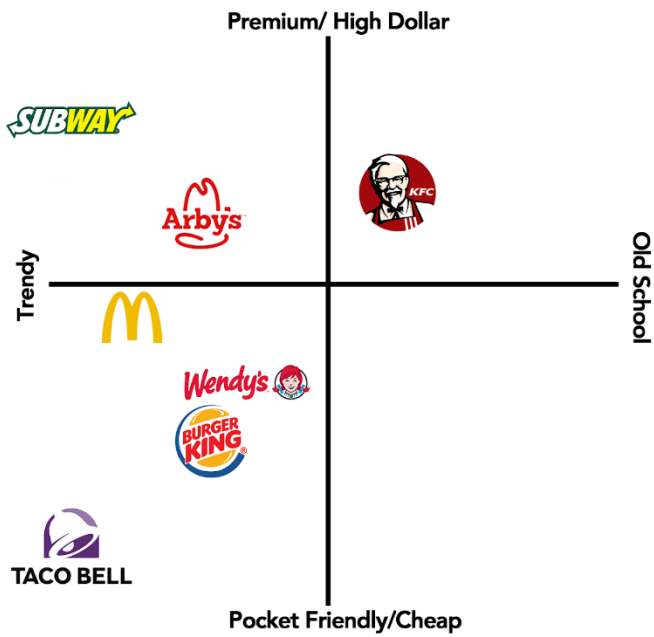 Premium/ High Dollar
SUBWAY
KFC
Arby's
Trendy
Old School
Wendy's
BURGER
KING
TACO BELL
Pocket Friendly/Cheap